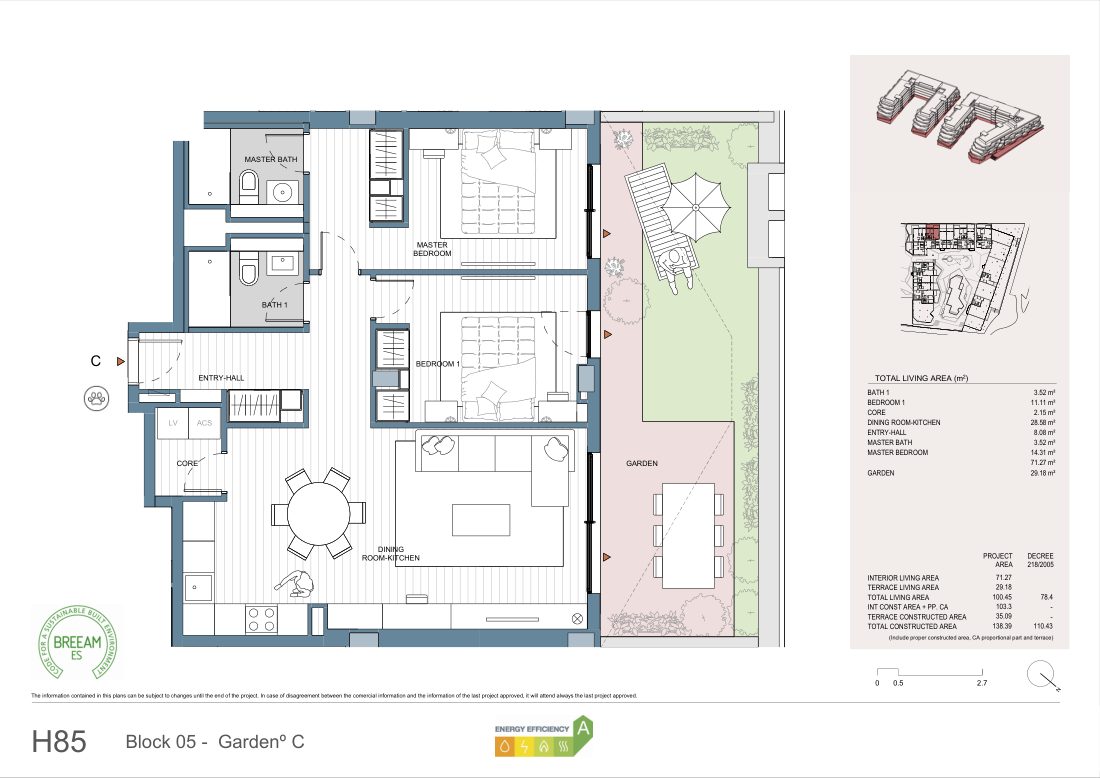 MASTER BATH
MASTER
BEDROOM
BATH 1
BEDROOM 1
C
ENTRY-HALL
LV
ACS
CORE
GARDEN
DINING
ROOM-KITCHEN
TOTAL LIVING AREA (m²)
BATH 1 3.52 m²
BEDROOM 1 11.11 m²
CORE 2.15 m²
DINING ROOM-KITCHEN 28.58 m²
ENTRY-HALL 8.08 m²
MASTER BATH 3.52 m²
MASTER BEDROOM 14.31 m²
71.27 m²
GARDEN 29.18 m²
PROJECT DECREE
AREA 218/2005
INTERIOR LIVING AREA 71.27
TERRACE LIVING AREA 29.18
TOTAL LIVING AREA 100.45 78.4
INT CONST AREA + PP. CA 103.3 -
TERRACE CONSTRUCTED AREA 35.09 -
TOTAL CONSTRUCTED AREA 138.39 110.43
(Include proper constructed area, CA proportional part and terrace)
0 0.5 2.7
N
CODE FOR A SUSTAINABLE BUILT ENVIRONMENT
BREEAM
ES
The information contained in this plans can be subject to changes until the end of the project. In case of disagreement between the comercial information and the information of the last project approved, it will attend always the last project approved.
H85
Block 05 - Gardenº C
ENERGY EFFICIENCY
A